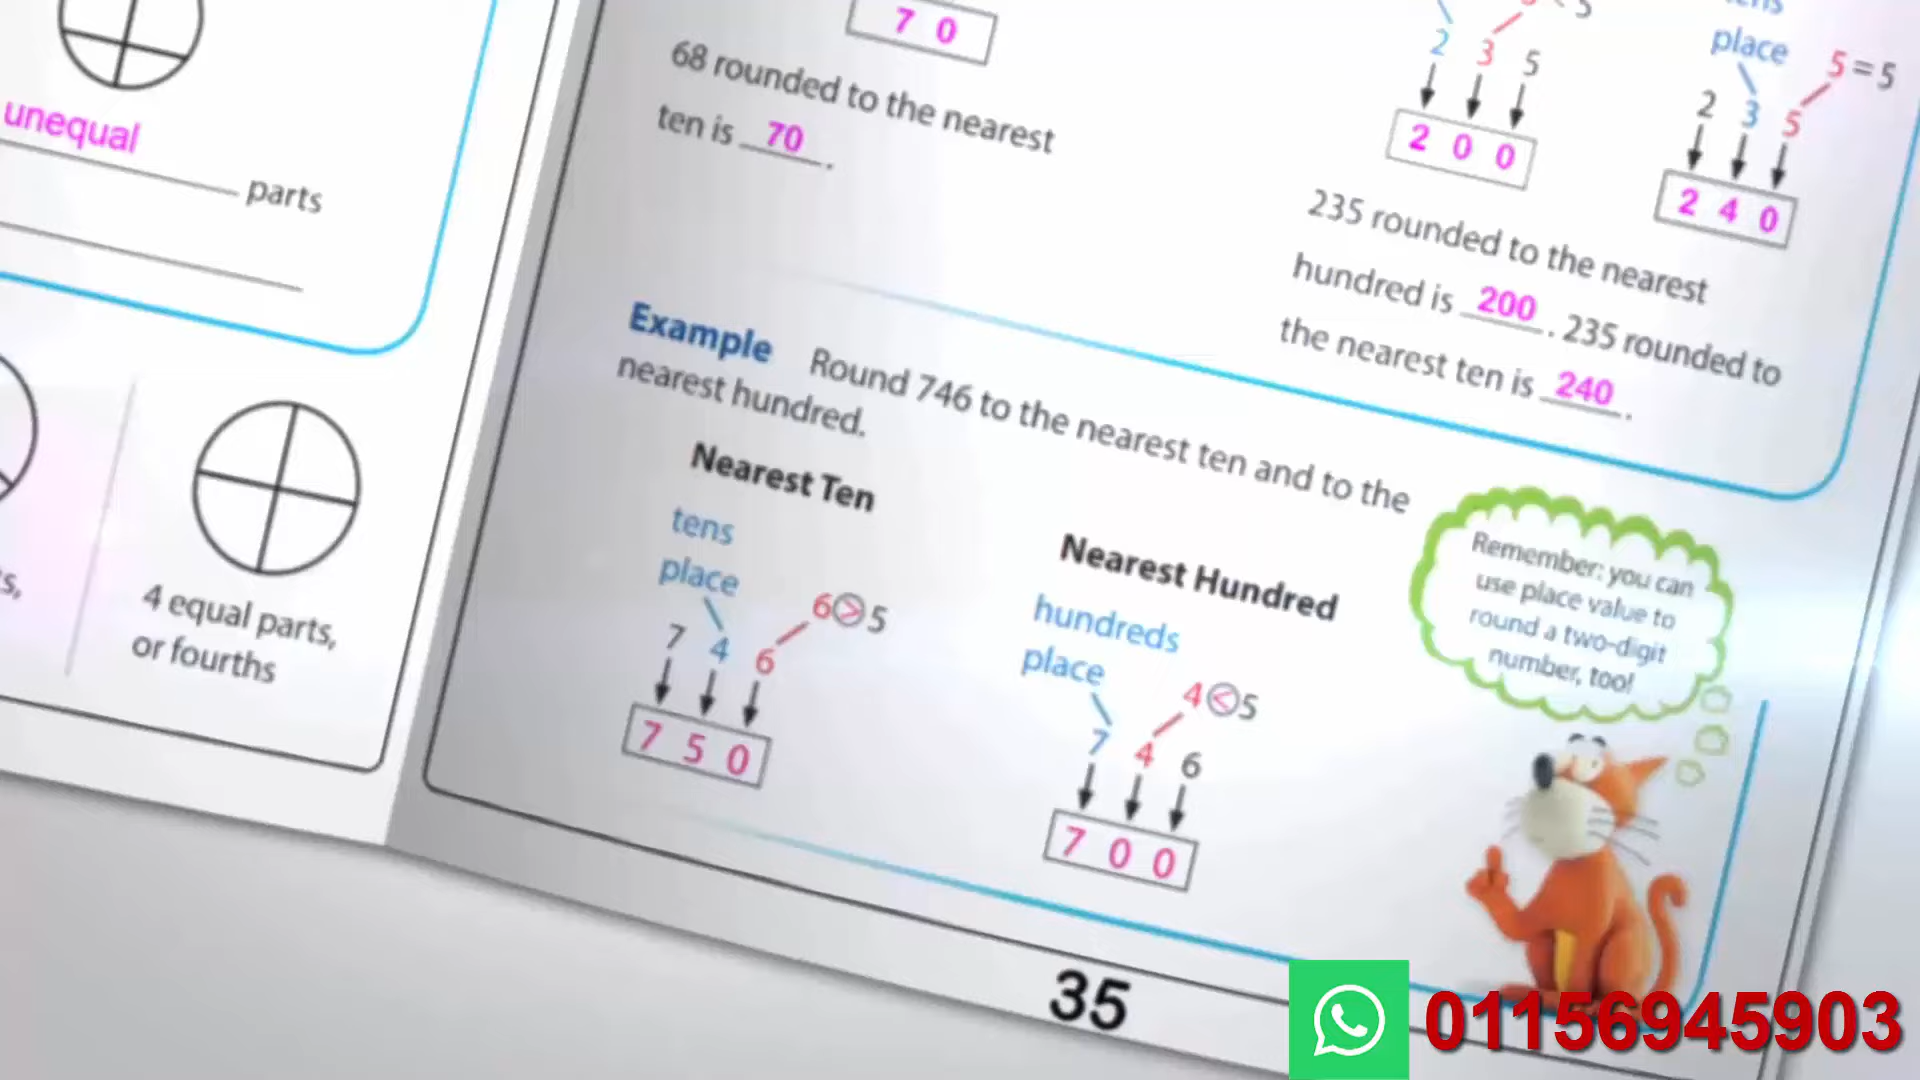 unequal
parts
4 equal parts,
or fourths
7 0
68 rounded to the nearest
ten is 70 .
2 3 5
2 0 0
place
5 = 5
2 3 5
2 4 0
235 rounded to the nearest
hundred is 200 . 235 rounded to
the nearest ten is 240 .
Example Round 746 to the nearest ten and to the
nearest hundred.
Nearest Ten
tens
place
6 > 5
7 4 6
7 5 0
Nearest Hundred
hundreds
place
4 < 5
7 4 6
7 0 0
Remember: you can
use place value to
round a two-digit
number, too!
35
01156945903